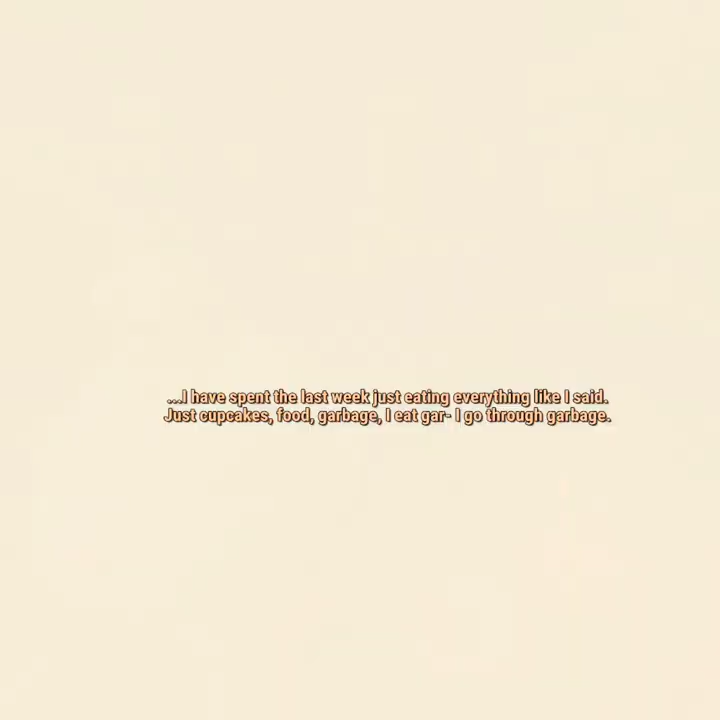 ...I have spent the last week just eating everything like I said.
Just cupcakes, food, garbage, I eat gar- I go through garbage.